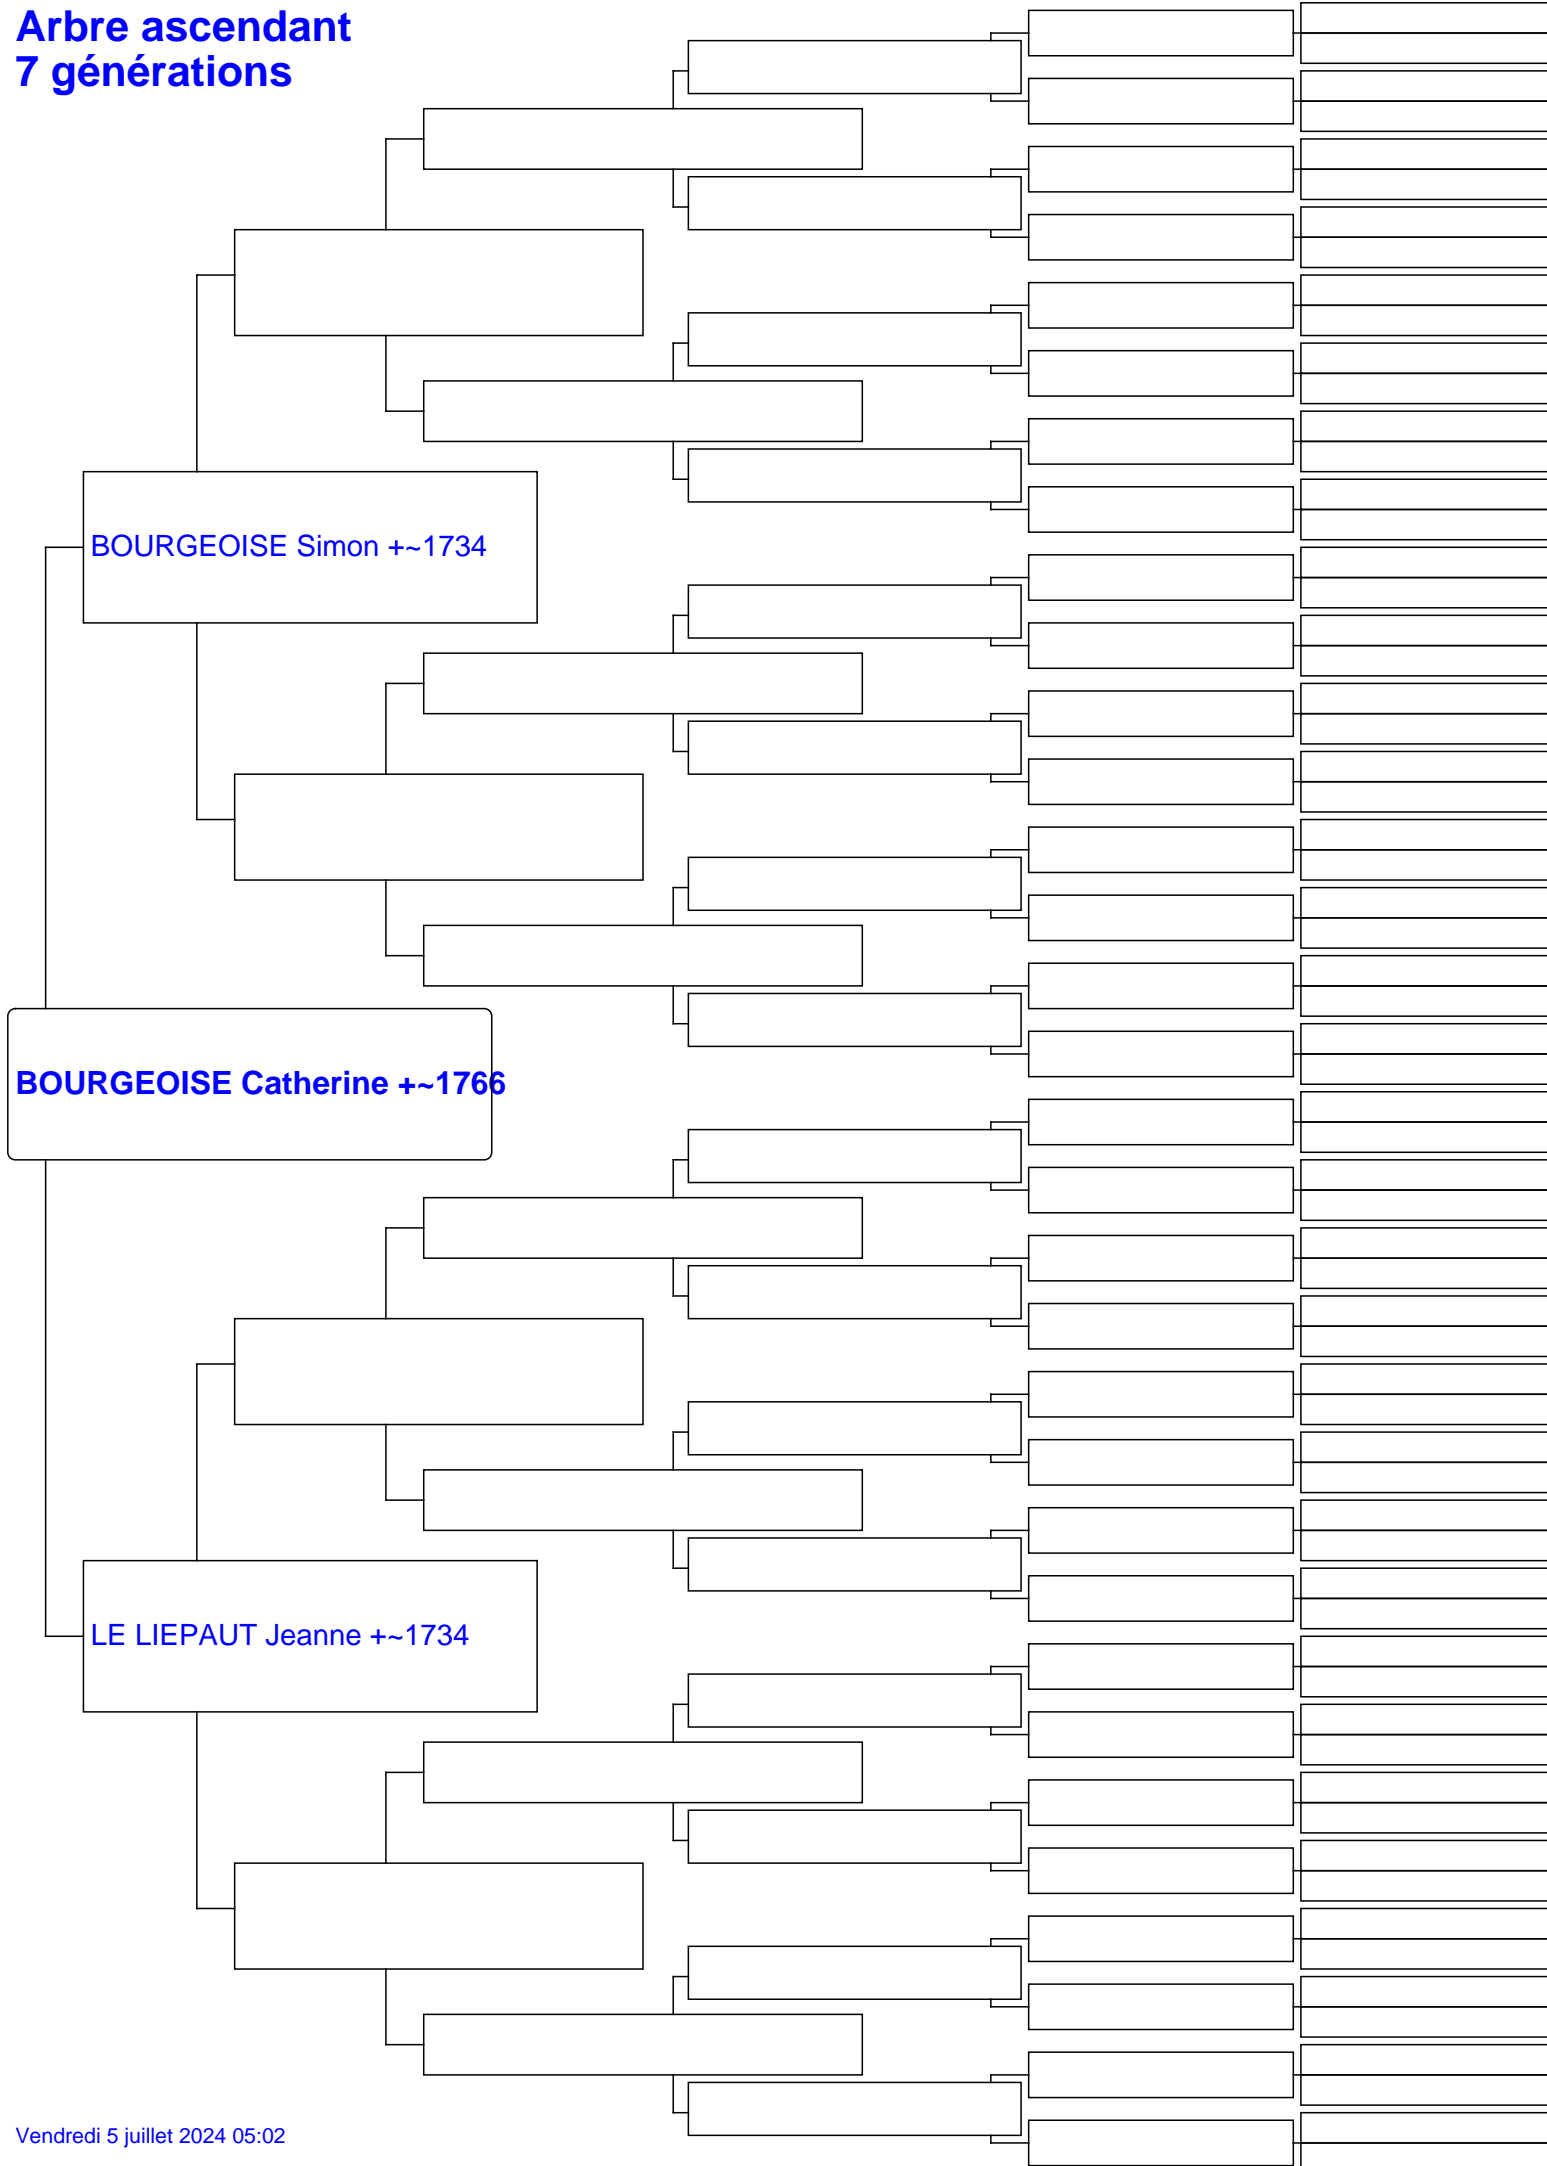 Arbre ascendant
7 générations
BOURGEOISE Simon +~1734
BOURGEOISE Catherine +~1766
LE LIEPAUT Jeanne +~1734
Vendredi 5 juillet 2024 05:02